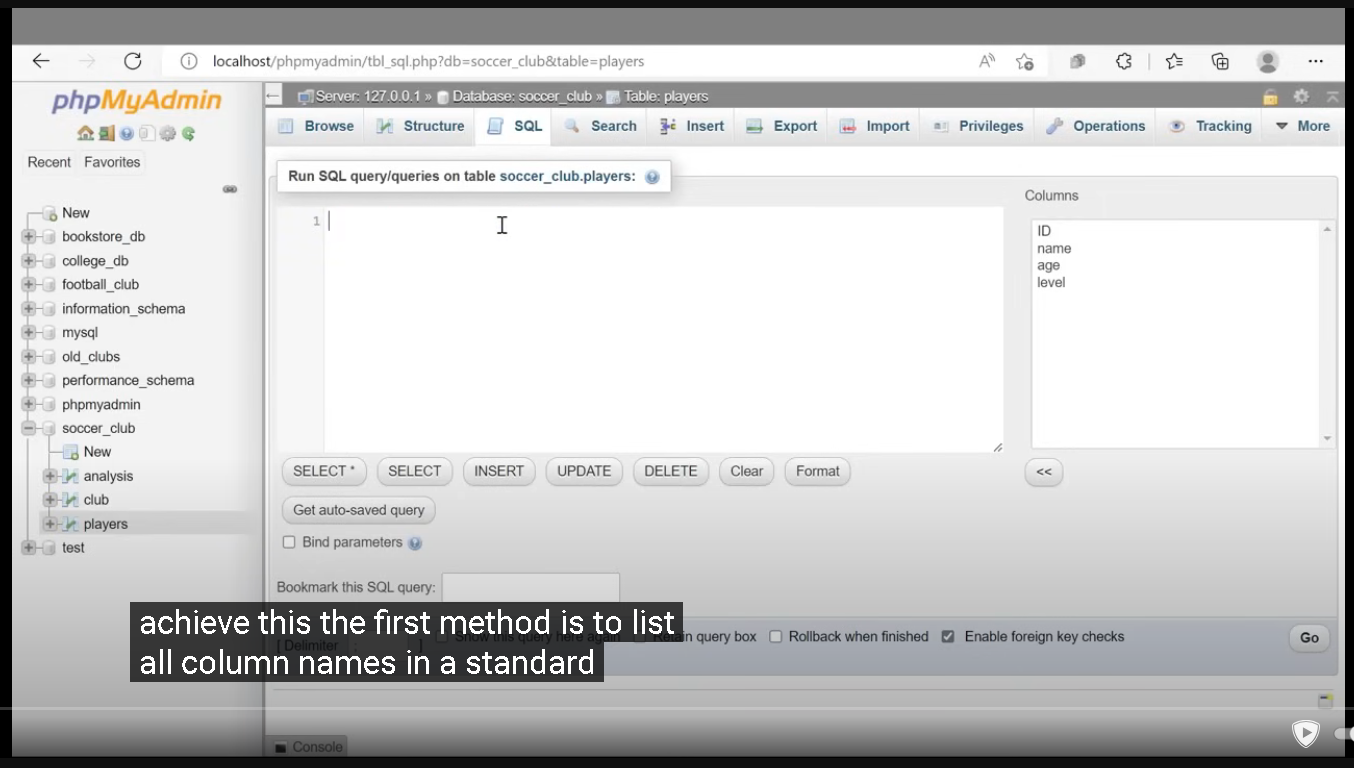 localhost/phpmyadmin/tbl_sql.php?db=soccer_club&table=players
phpMyAdmin
Recent Favorites
New
bookstore_db
college_db
football_club
information_schema
mysql
old_clubs
performance_schema
phpmyadmin
soccer_club
New
analysis
club
players
test
Server: 127.0.0.1 » Database: soccer_club » Table: players
Browse Structure SQL Search Insert Export Import Privileges Operations Tracking More
Run SQL query/queries on table soccer_club.players:
1
Columns
ID
name
age
level
SELECT * SELECT INSERT UPDATE DELETE Clear Format <<
Get auto-saved query
Bind parameters
Bookmark this SQL query:
[ Delimiter ; ] Show this query here again Retain query box Rollback when finished Enable foreign key checks Go
achieve this the first method is to list
all column names in a standard
Console